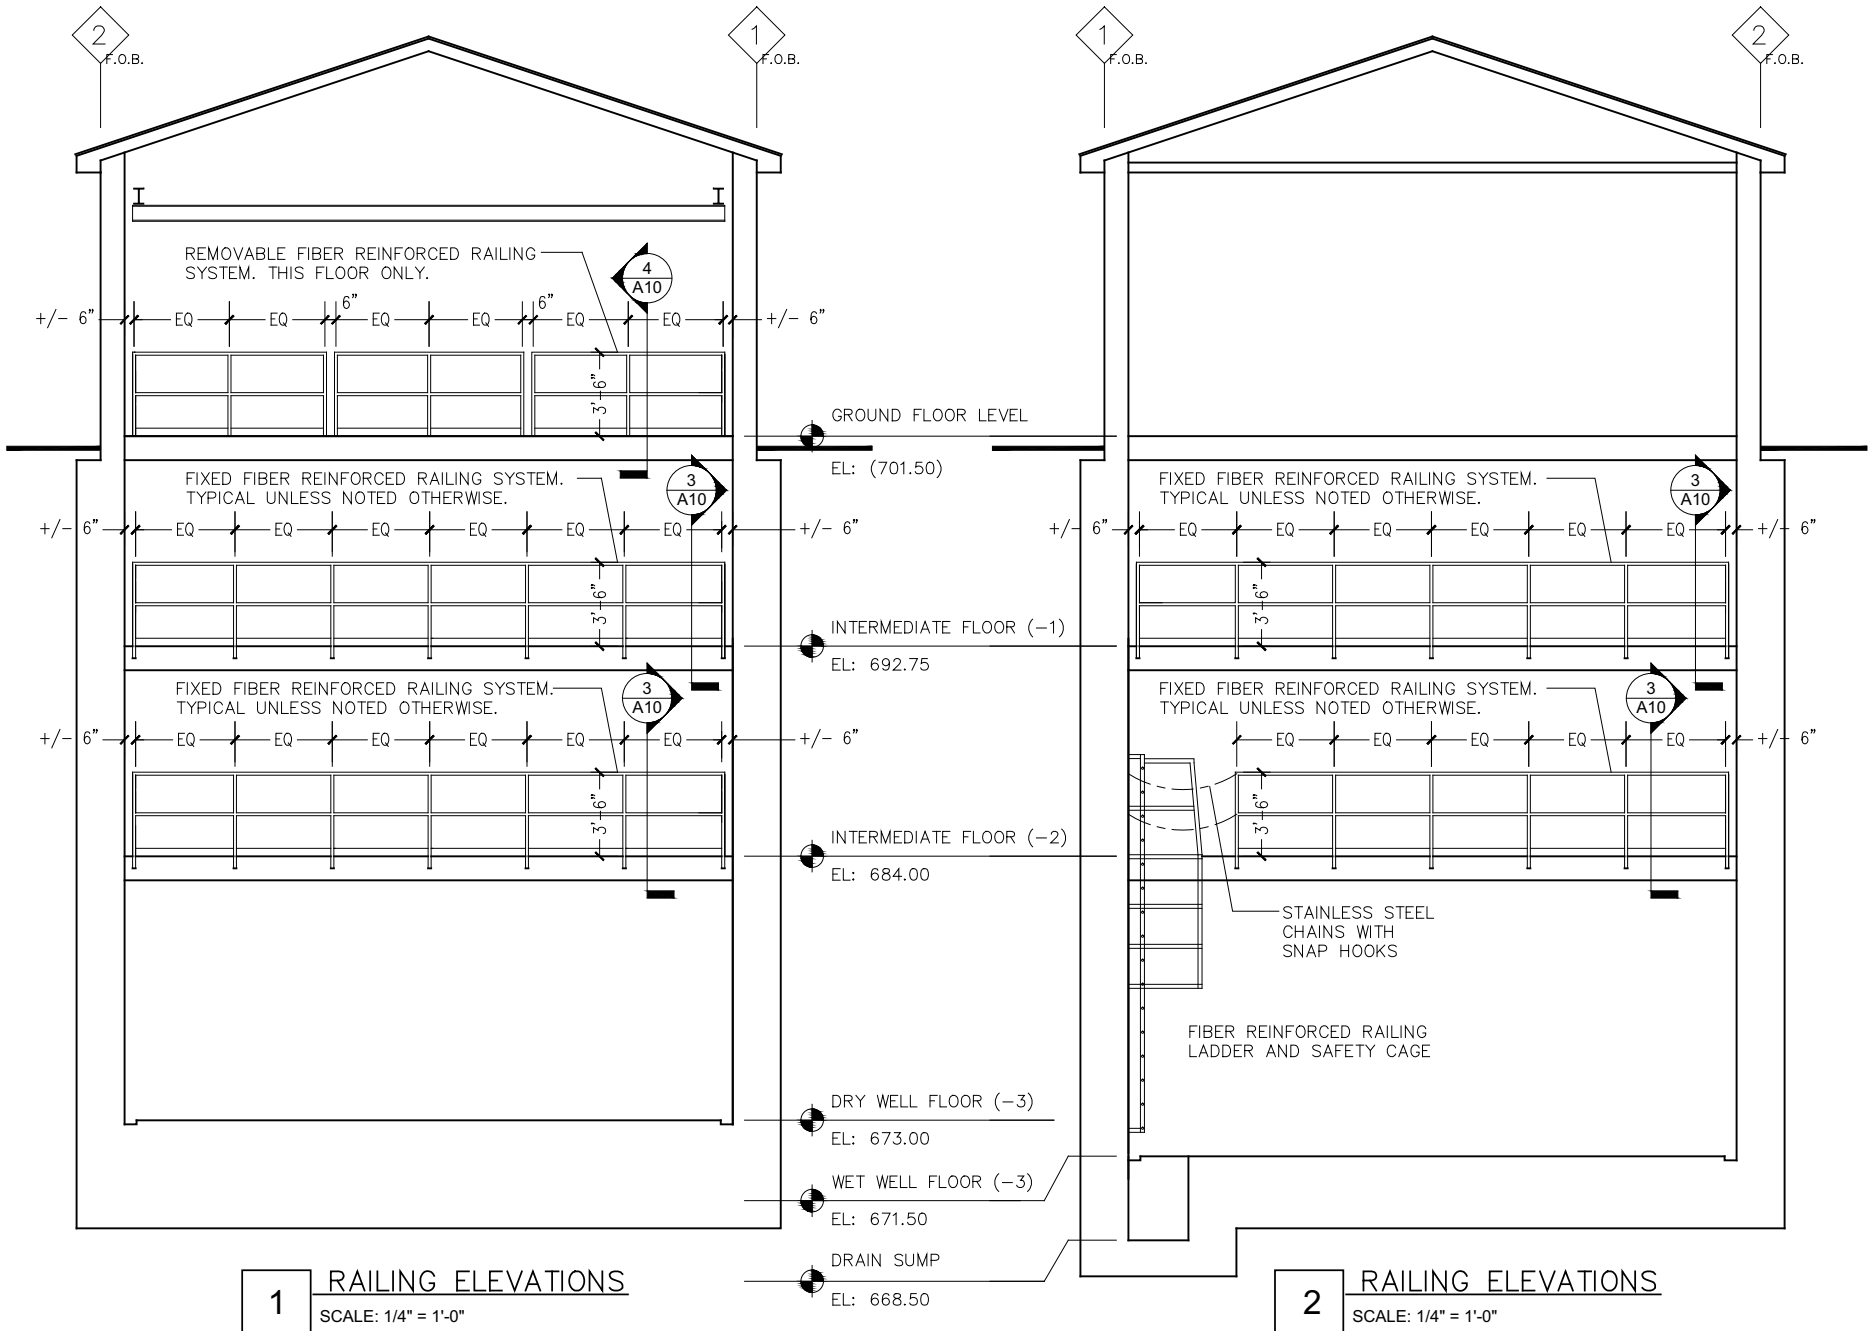 2
F.O.B.
1
F.O.B.
1
F.O.B.
2
F.O.B.
REMOVABLE FIBER REINFORCED RAILING
SYSTEM. THIS FLOOR ONLY.
4
A10
6"
6"
+/- 6"
EQ
EQ
EQ
EQ
EQ
EQ
+/- 6"
3'-6"
GROUND FLOOR LEVEL
EL: (701.50)
FIXED FIBER REINFORCED RAILING SYSTEM.
TYPICAL UNLESS NOTED OTHERWISE.
3
A10
+/- 6"
EQ
EQ
EQ
EQ
EQ
EQ
+/- 6"
3'-6"
FIXED FIBER REINFORCED RAILING SYSTEM.
TYPICAL UNLESS NOTED OTHERWISE.
3
A10
+/- 6"
EQ
EQ
EQ
EQ
EQ
EQ
+/- 6"
3'-6"
INTERMEDIATE FLOOR (-1)
EL: 692.75
FIXED FIBER REINFORCED RAILING SYSTEM.
TYPICAL UNLESS NOTED OTHERWISE.
3
A10
+/- 6"
EQ
EQ
EQ
EQ
EQ
EQ
+/- 6"
3'-6"
FIXED FIBER REINFORCED RAILING SYSTEM.
TYPICAL UNLESS NOTED OTHERWISE.
3
A10
EQ
EQ
EQ
EQ
EQ
+/- 6"
3'-6"
INTERMEDIATE FLOOR (-2)
EL: 684.00
STAINLESS STEEL
CHAINS WITH
SNAP HOOKS
FIBER REINFORCED RAILING
LADDER AND SAFETY CAGE
DRY WELL FLOOR (-3)
EL: 673.00
WET WELL FLOOR (-3)
EL: 671.50
DRAIN SUMP
EL: 668.50
1
RAILING ELEVATIONS
SCALE: 1/4" = 1'-0"
2
RAILING ELEVATIONS
SCALE: 1/4" = 1'-0"